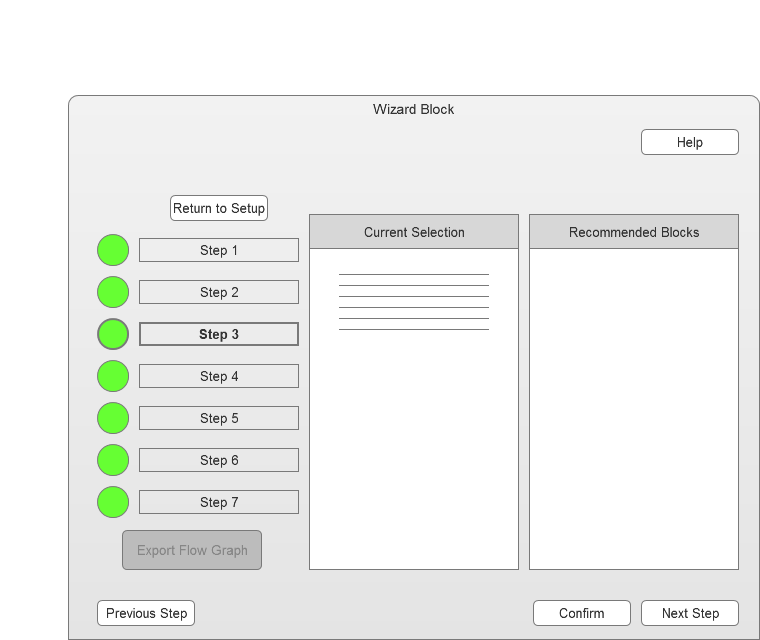 Wizard Block
Help
Return to Setup
Step 1
Step 2
Step 3
Step 4
Step 5
Step 6
Step 7
Export Flow Graph
Current Selection
Recommended Blocks
Previous Step
Confirm
Next Step